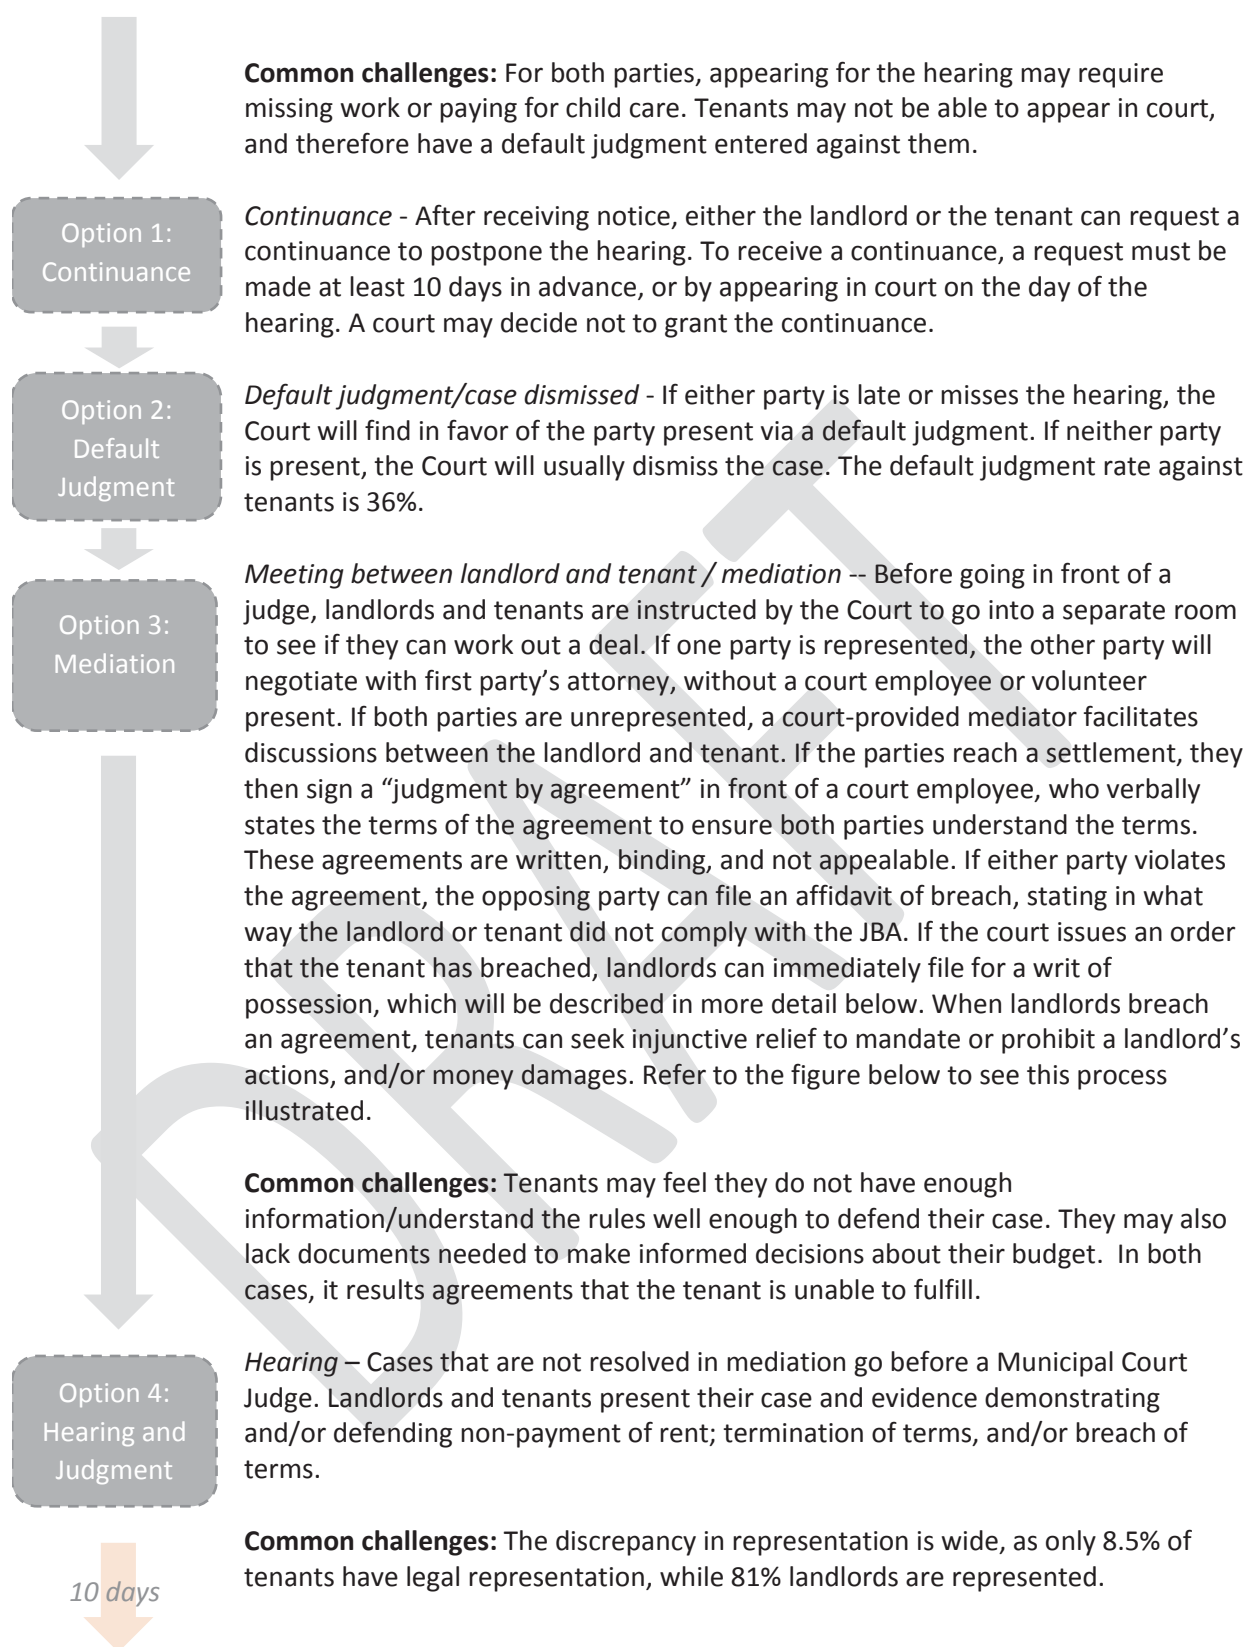 Common challenges: For both parties, appearing for the hearing may require
missing work or paying for child care. Tenants may not be able to appear in court,
and therefore have a default judgment entered against them.
Option 1:
Continuance
Continuance - After receiving notice, either the landlord or the tenant can request a
continuance to postpone the hearing. To receive a continuance, a request must be
made at least 10 days in advance, or by appearing in court on the day of the
hearing. A court may decide not to grant the continuance.
Option 2:
Default
Judgment
Default judgment/case dismissed - If either party is late or misses the hearing, the
Court will find in favor of the party present via a default judgment. If neither party
is present, the Court will usually dismiss the case. The default judgment rate against
tenants is 36%.
Option 3:
Mediation
Meeting between landlord and tenant / mediation -- Before going in front of a
judge, landlords and tenants are instructed by the Court to go into a separate room
to see if they can work out a deal. If one party is represented, the other party will
negotiate with first party's attorney, without a court employee or volunteer
present. If both parties are unrepresented, a court-provided mediator facilitates
discussions between the landlord and tenant. If the parties reach a settlement, they
then sign a “judgment by agreement” in front of a court employee, who verbally
states the terms of the agreement to ensure both parties understand the terms.
These agreements are written, binding, and not appealable. If either party violates
the agreement, the opposing party can file an affidavit of breach, stating in what
way the landlord or tenant did not comply with the JBA. If the court issues an order
that the tenant has breached, landlords can immediately file for a writ of
possession, which will be described in more detail below. When landlords breach
an agreement, tenants can seek injunctive relief to mandate or prohibit a landlord's
actions, and/or money damages. Refer to the figure below to see this process
illustrated.
Common challenges: Tenants may feel they do not have enough
information/understand the rules well enough to defend their case. They may also
lack documents needed to make informed decisions about their budget.  In both
cases, it results agreements that the tenant is unable to fulfill.
Option 4:
Hearing and
Judgment
Hearing – Cases that are not resolved in mediation go before a Municipal Court
Judge. Landlords and tenants present their case and evidence demonstrating
and/or defending non-payment of rent; termination of terms, and/or breach of
terms.
Common challenges: The discrepancy in representation is wide, as only 8.5% of
tenants have legal representation, while 81% landlords are represented.
10 days
DRAFT